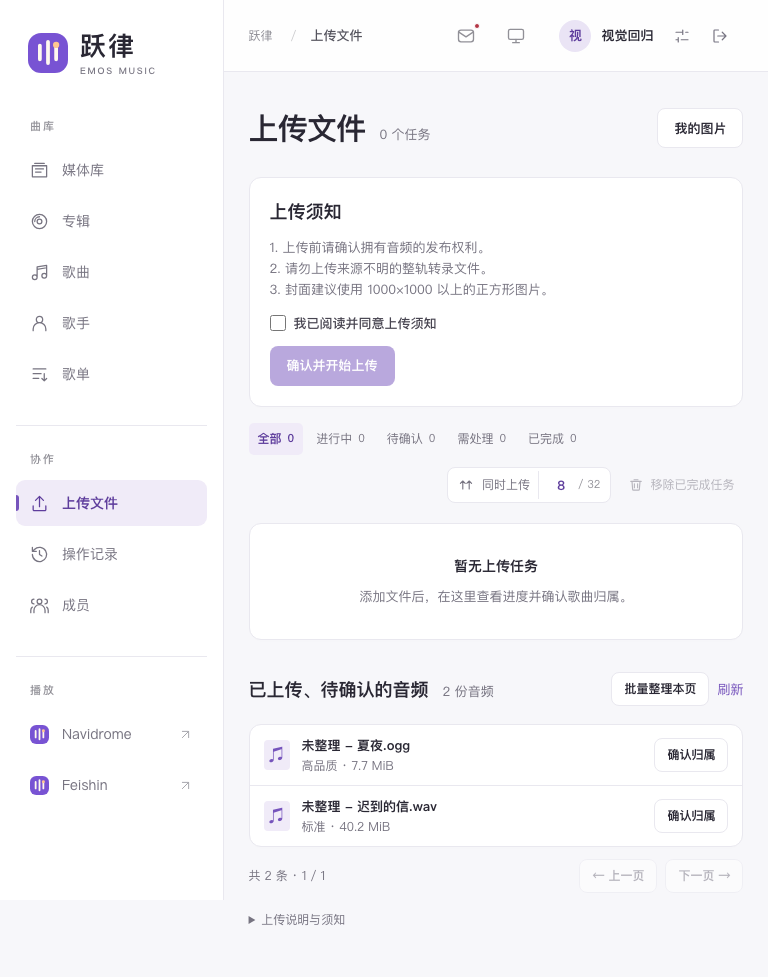 跃律
EMOS MUSIC
曲库
媒体库
专辑
歌曲
歌手
歌单
协作
上传文件
操作记录
成员
播放
Navidrome
Feishin
跃律 / 上传文件
视 视觉回归
上传文件 0 个任务
我的图片
上传须知
1. 上传前请确认拥有音频的发布权利。
2. 请勿上传来源不明的整轨转录文件。
3. 封面建议使用 1000×1000 以上的正方形图片。
我已阅读并同意上传须知
确认并开始上传
全部 0 进行中 0 待确认 0 需处理 0 已完成 0
同时上传 8 / 32 移除已完成任务
暂无上传任务
添加文件后，在这里查看进度并确认歌曲归属。
已上传、待确认的音频 2 份音频
批量整理本页 刷新
未整理 – 夏夜.ogg
高品质 · 7.7 MiB
确认归属
未整理 – 迟到的信.wav
标准 · 40.2 MiB
确认归属
共 2 条 · 1 / 1
← 上一页 下一页 →
▶ 上传说明与须知